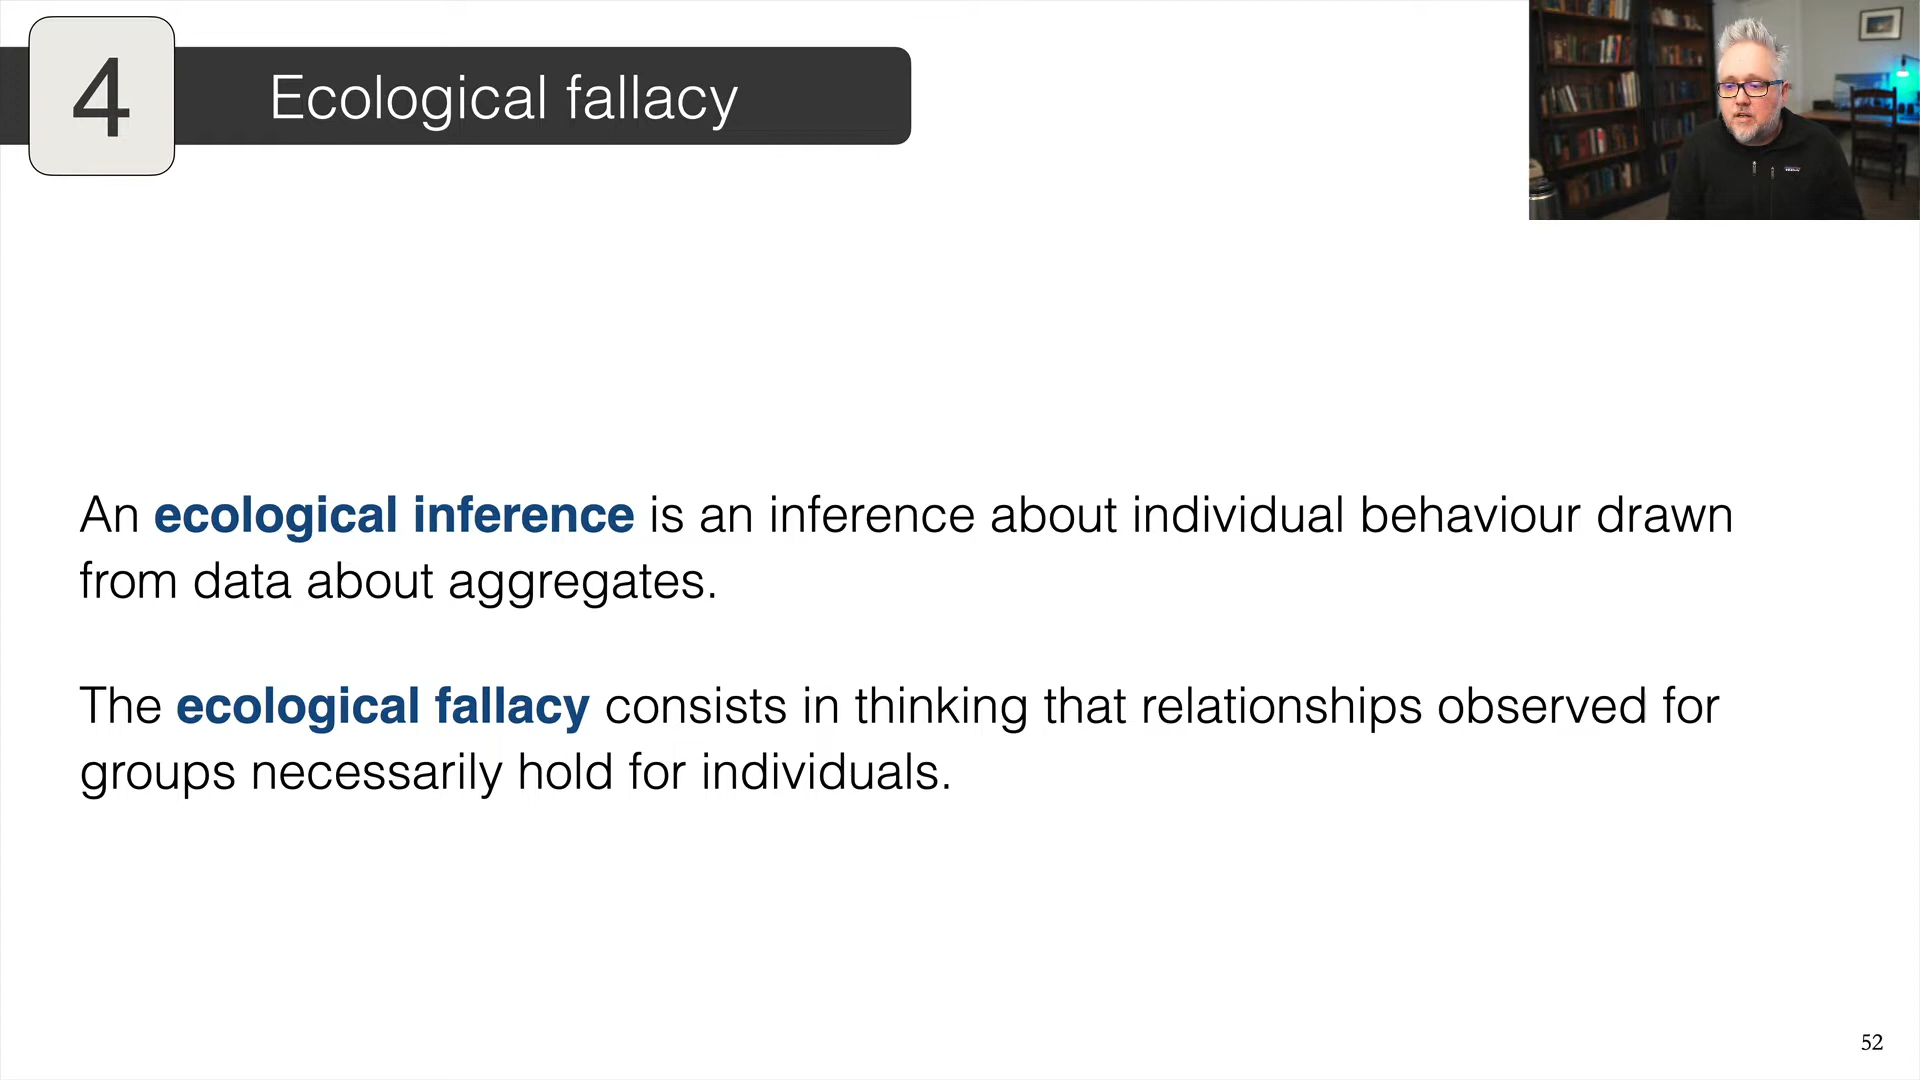 4
Ecological fallacy
An ecological inference is an inference about individual behaviour drawn
from data about aggregates.
The ecological fallacy consists in thinking that relationships observed for
groups necessarily hold for individuals.
52